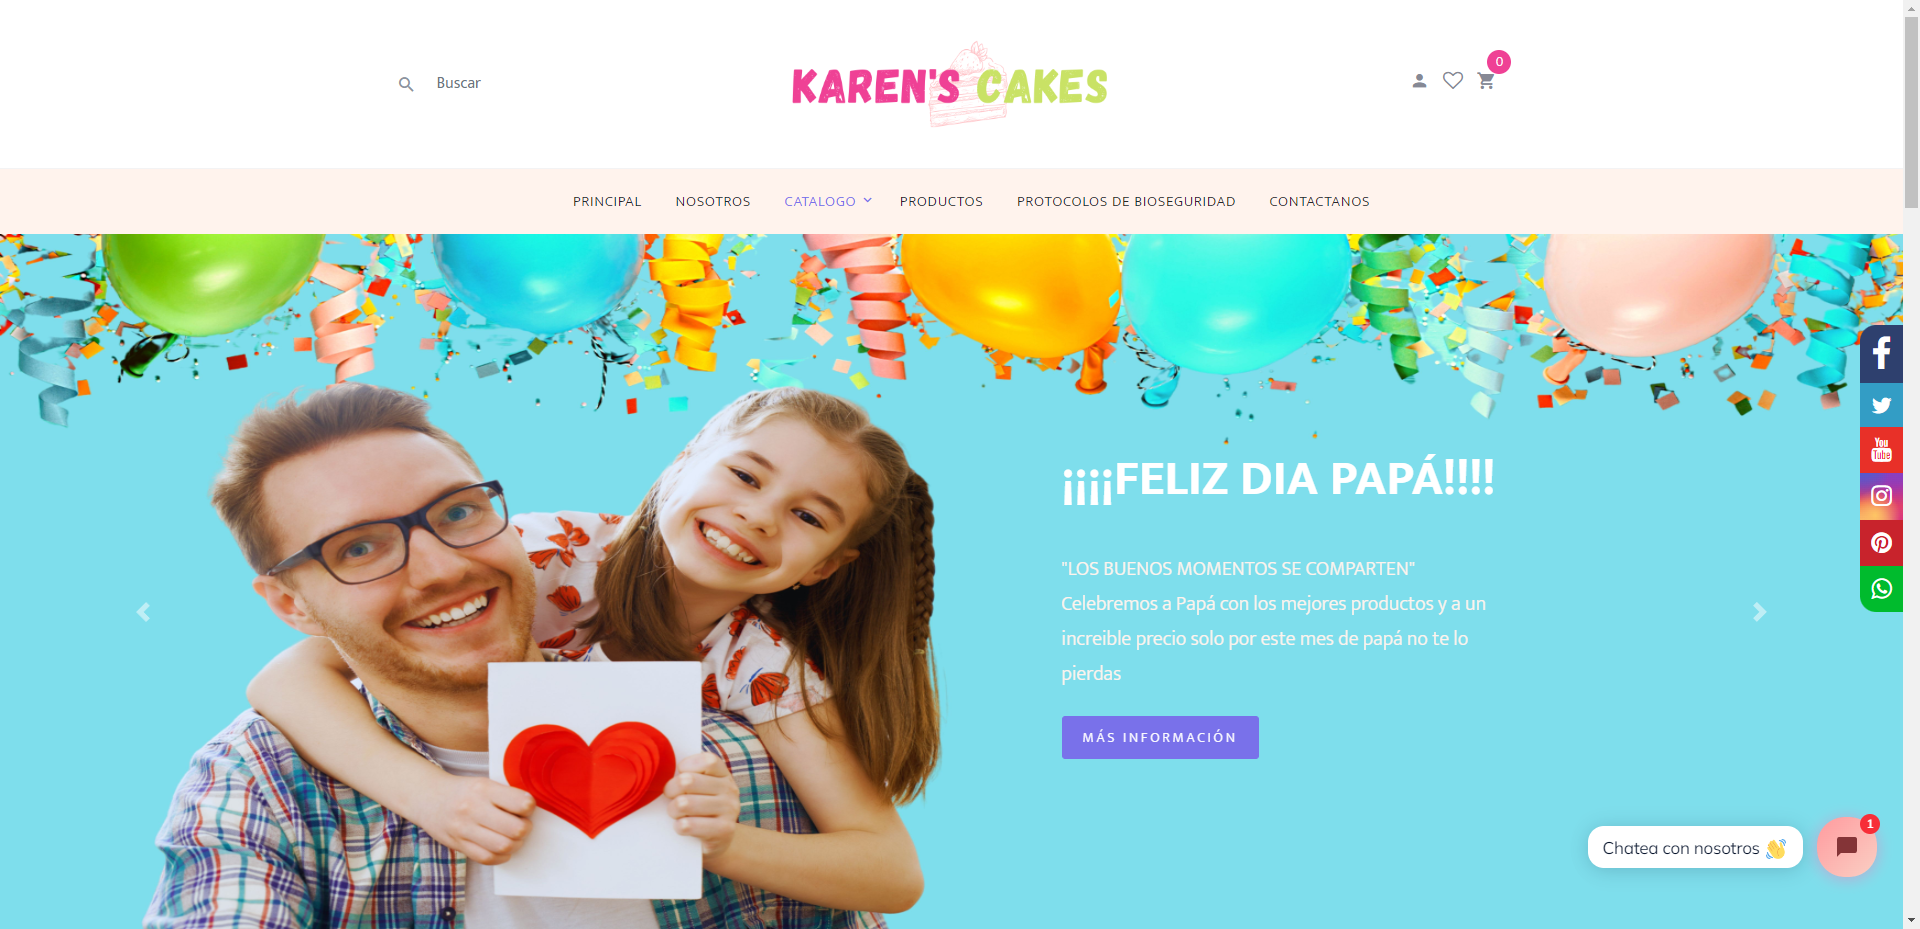 Buscar
KAREN'S CAKES
0
PRINCIPAL NOSOTROS CATALOGO PRODUCTOS PROTOCOLOS DE BIOSEGURIDAD CONTACTANOS
¡¡¡¡FELIZ DIA PAPÁ!!!!
"LOS BUENOS MOMENTOS SE COMPARTEN"
Celebremos a Papá con los mejores productos y a un
increible precio solo por este mes de papá no te lo
pierdas
MÁS INFORMACIÓN
You
Tube
Chatea con nosotros 👋
1